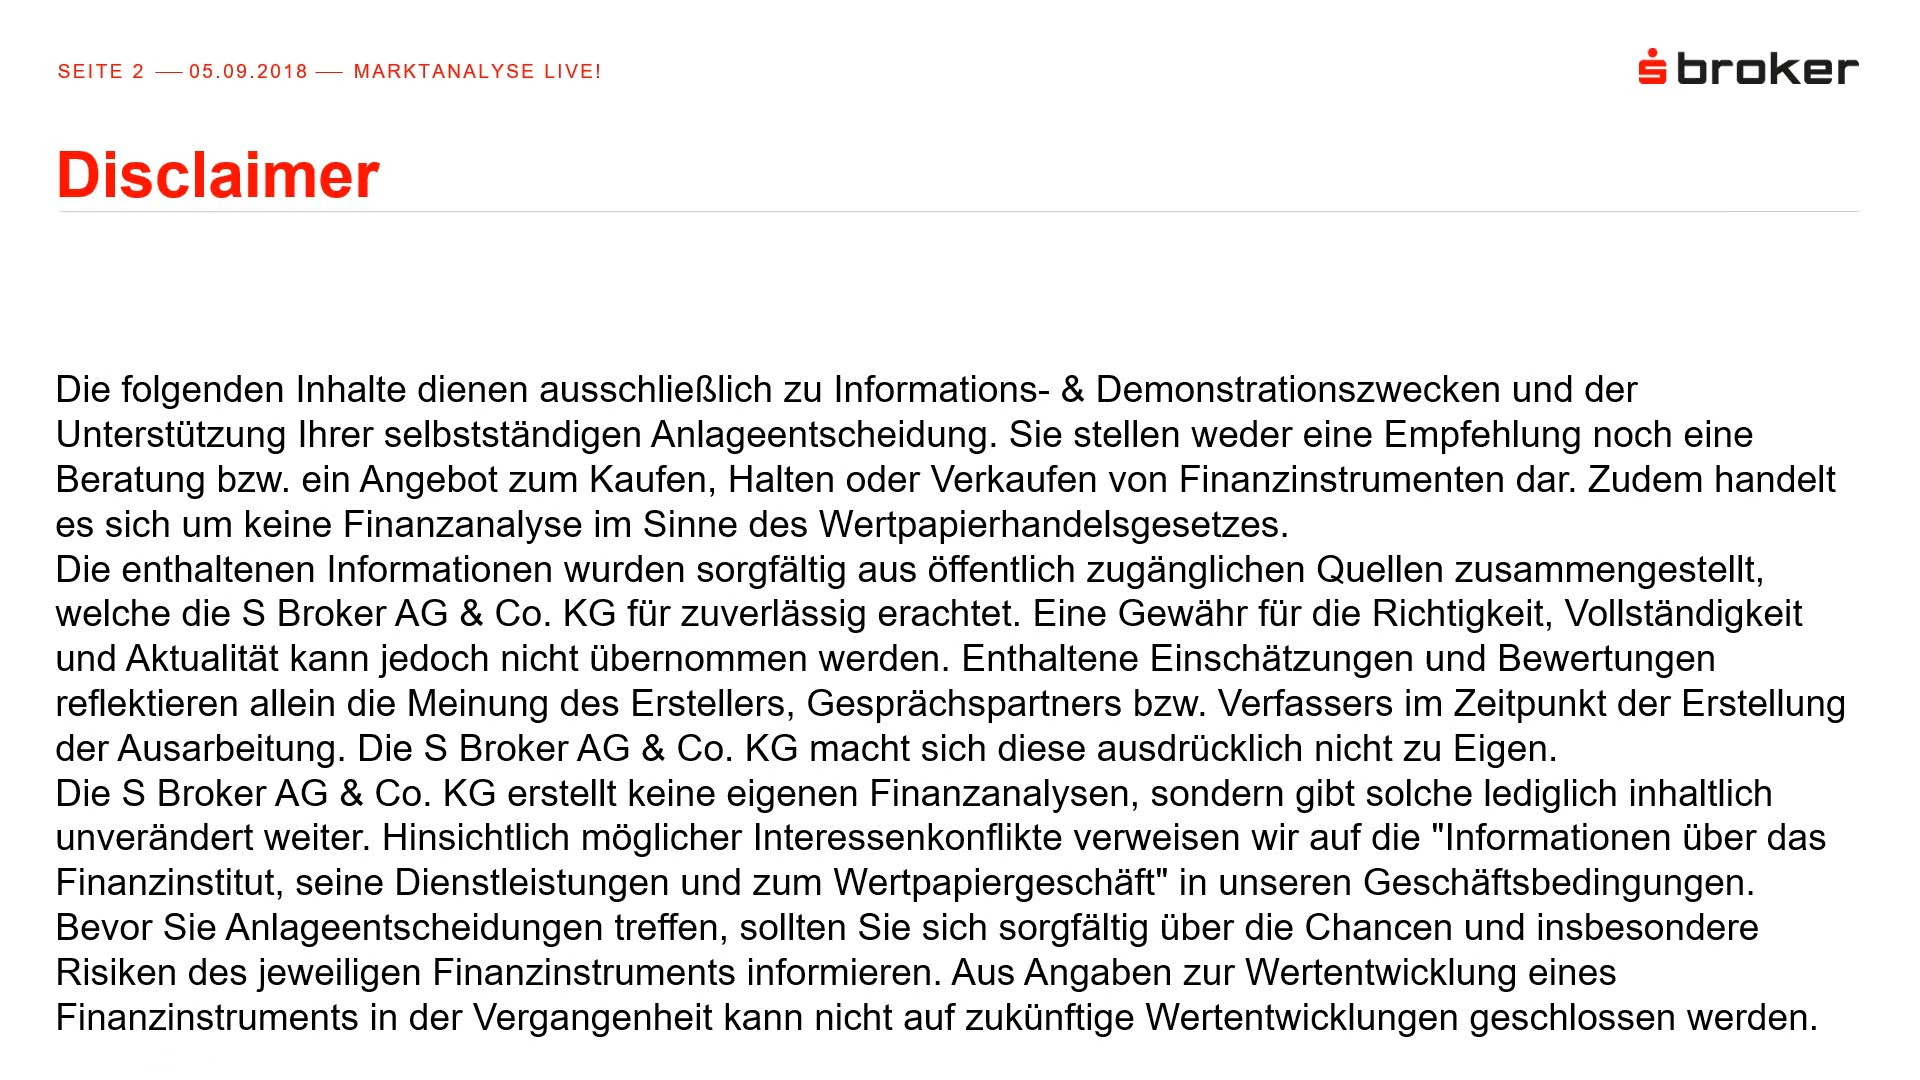 SEITE 2 — 05.09.2018 — MARKTANALYSE LIVE!
broker
Disclaimer
Die folgenden Inhalte dienen ausschließlich zu Informations- & Demonstrationszwecken und der
Unterstützung Ihrer selbstständigen Anlageentscheidung. Sie stellen weder eine Empfehlung noch eine
Beratung bzw. ein Angebot zum Kaufen, Halten oder Verkaufen von Finanzinstrumenten dar. Zudem handelt
es sich um keine Finanzanalyse im Sinne des Wertpapierhandelsgesetzes.
Die enthaltenen Informationen wurden sorgfältig aus öffentlich zugänglichen Quellen zusammengestellt,
welche die S Broker AG & Co. KG für zuverlässig erachtet. Eine Gewähr für die Richtigkeit, Vollständigkeit
und Aktualität kann jedoch nicht übernommen werden. Enthaltene Einschätzungen und Bewertungen
reflektieren allein die Meinung des Erstellers, Gesprächspartners bzw. Verfassers im Zeitpunkt der Erstellung
der Ausarbeitung. Die S Broker AG & Co. KG macht sich diese ausdrücklich nicht zu Eigen.
Die S Broker AG & Co. KG erstellt keine eigenen Finanzanalysen, sondern gibt solche lediglich inhaltlich
unverändert weiter. Hinsichtlich möglicher Interessenkonflikte verweisen wir auf die "Informationen über das
Finanzinstitut, seine Dienstleistungen und zum Wertpapiergeschäft" in unseren Geschäftsbedingungen.
Bevor Sie Anlageentscheidungen treffen, sollten Sie sich sorgfältig über die Chancen und insbesondere
Risiken des jeweiligen Finanzinstruments informieren. Aus Angaben zur Wertentwicklung eines
Finanzinstruments in der Vergangenheit kann nicht auf zukünftige Wertentwicklungen geschlossen werden.